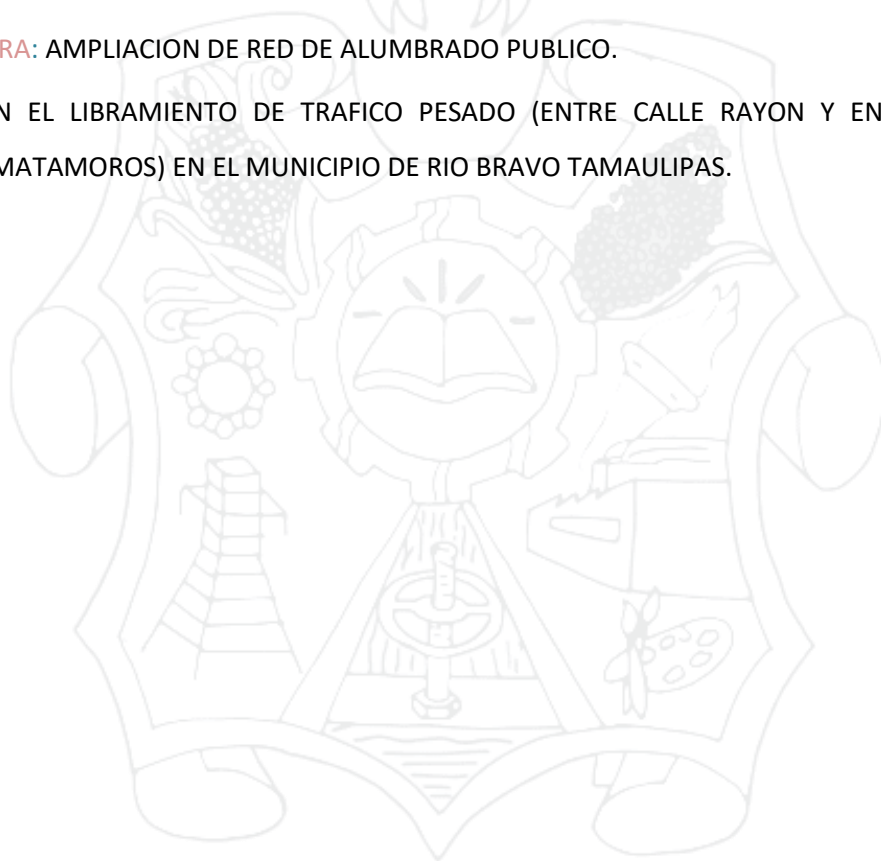 RA: AMPLIACION DE RED DE ALUMBRADO PUBLICO.
N EL LIBRAMIENTO DE TRAFICO PESADO (ENTRE CALLE RAYON Y EN
MATAMOROS) EN EL MUNICIPIO DE RIO BRAVO TAMAULIPAS.